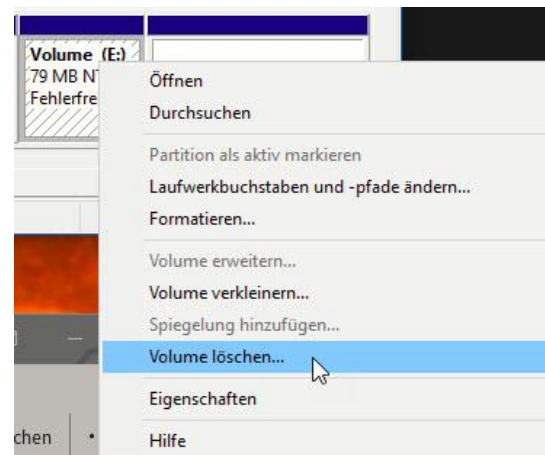 Volume (E:)
79 MB N
Fehlerfre
Öffnen
Durchsuchen
Partition als aktiv markieren
Laufwerkbuchstaben und -pfade ändern...
Formatieren...
Volume erweitern...
Volume verkleinern...
Spiegelung hinzufügen...
Volume löschen...
Eigenschaften
chen
Hilfe